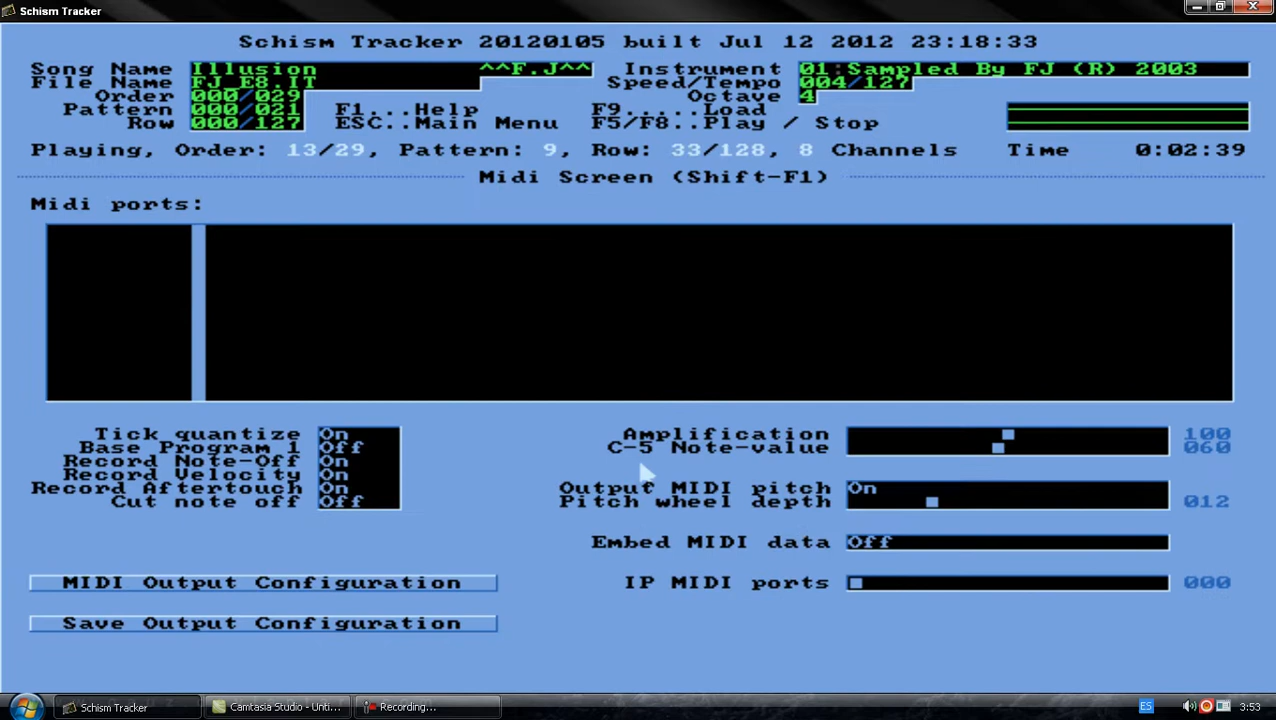 Schism Tracker
Schism Tracker 20120105 built Jul 12 2012 23:18:33
Song Name Illusion ^^F.J^^ Instrument 01:Sampled By FJ (R) 2003
File Name FJ_E8.IT Speed/Tempo 004/127
Order 000/029 Octave 4
Pattern 000/021 F1...Help F9.....Load
Row 000/127 ESC..Main Menu F5/F8..Play / Stop
Playing, Order: 13/29, Pattern: 9, Row: 33/128, 8 Channels Time 0:02:39
Midi Screen (Shift-F1)
Midi ports:
Tick quantize On Amplification 100
Base Program 1 Off C-5 Note-value 060
Record Note-Off On
Record Velocity On
Record Aftertouch On Output MIDI pitch On
Cut note off Off Pitch wheel depth 012
Embed MIDI data Off
MIDI Output Configuration IP MIDI ports 000
Save Output Configuration
Schism Tracker Camtasia Studio - Unti... Recording... ES 3:53